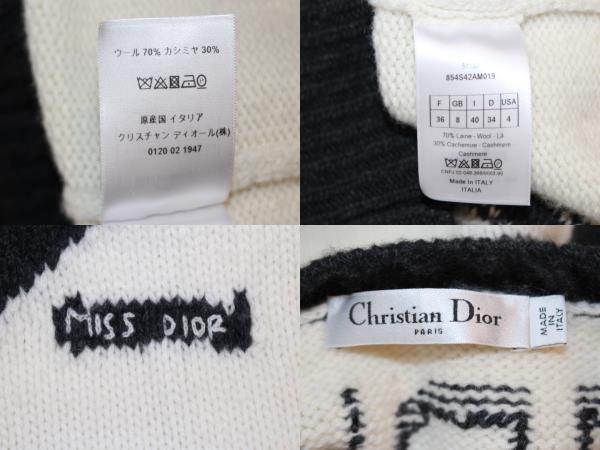 ウール 70% カシミヤ 30%
原産国 イタリア
クリスチャン ディオール(株)
0120 02 1947
854S42AM019
F GB I D USA
36 8 40 34 4
70% Laine - Wool - Lã
30% Cachemire - Cashmere
Cashmere
Made in ITALY
ITALIA
MISS DIOR
Christian Dior
PARIS
MADE
IN
ITALY